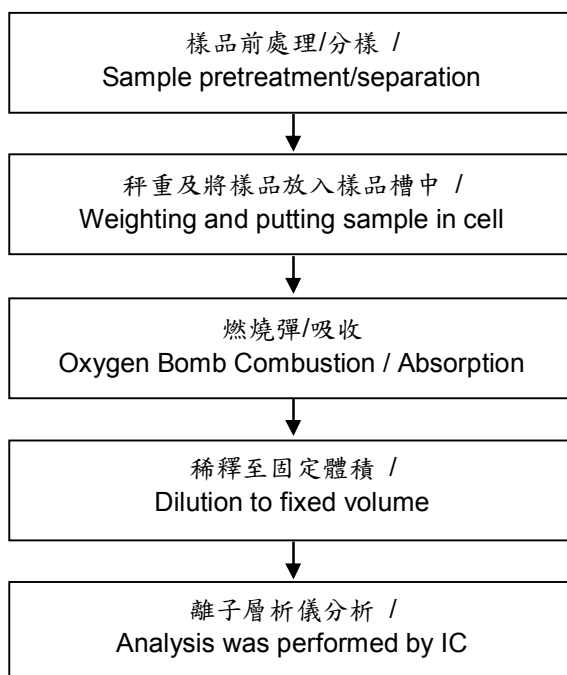 樣品前處理/分樣 /
Sample pretreatment/separation
秤重及將樣品放入樣品槽中 /
Weighting and putting sample in cell
燃燒彈/吸收
Oxygen Bomb Combustion / Absorption
稀釋至固定體積 /
Dilution to fixed volume
離子層析儀分析 /
Analysis was performed by IC